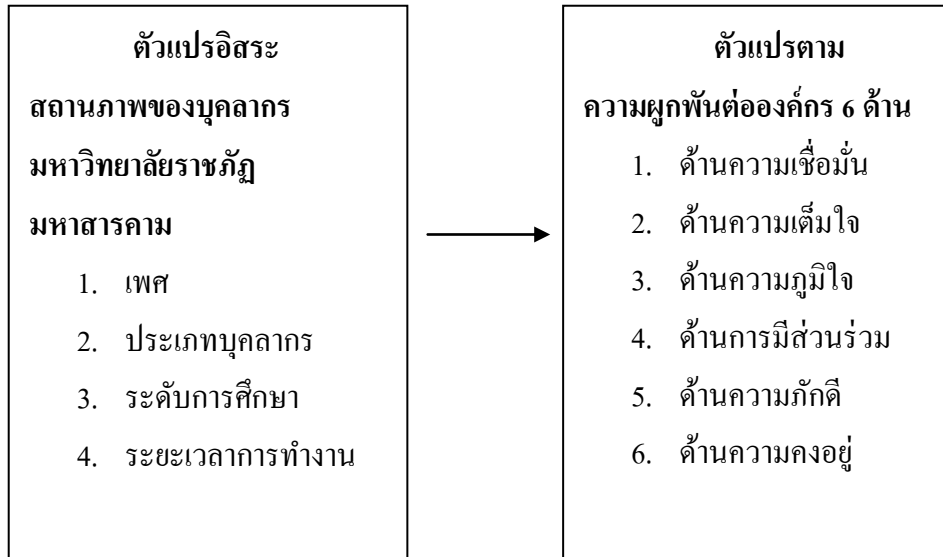 ตัวแปรอิสระ
สถานภาพของบุคลากร
มหาวิทยาลัยราชภัฏ
มหาสารคาม
1. เพศ
2. ประเภทบุคลากร
3. ระดับการศึกษา
4. ระยะเวลาการทำงาน
ตัวแปรตาม
ความผูกพันต่อองค์กร 6 ด้าน
1. ด้านความเชื่อมั่น
2. ด้านความเต็มใจ
3. ด้านความภูมิใจ
4. ด้านการมีส่วนร่วม
5. ด้านความภักดี
6. ด้านความคงอยู่